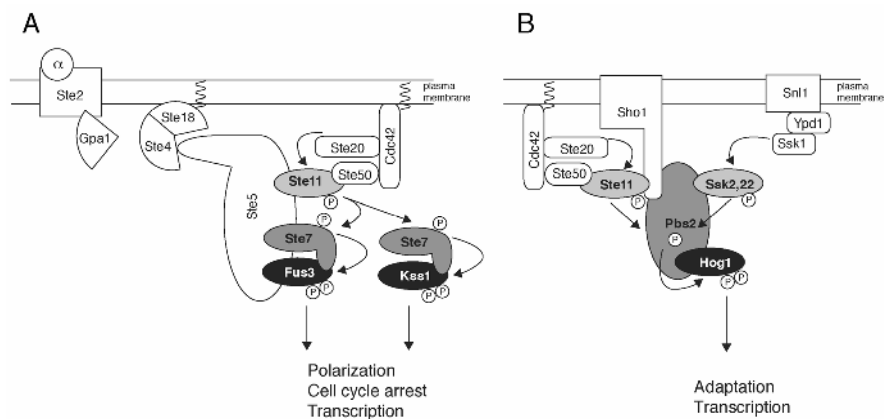 A
α
Ste2
Gpa1
Ste18
Ste4
Ste5
plasma
membrane
Cdc42
Ste20
Ste50
Ste11
P
P
Ste7
Fus3
P P
P
Ste7
Kss1
P P
Polarization
Cell cycle arrest
Transcription
B
plasma
membrane
Cdc42
Ste20
Ste50
Ste11
P
Sho1
Snl1
Ypd1
Ssk1
Ssk2,22
P
Pbs2
P
Hog1
P P
Adaptation
Transcription